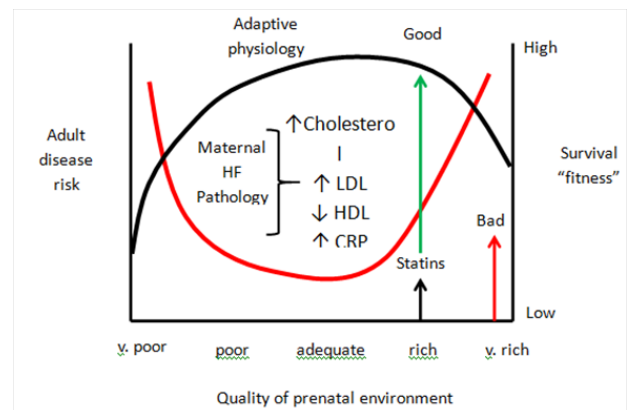 Adaptive
physiology
Good
High
Adult
disease
risk
Maternal
HF
Pathology
↑Cholestero
l
↑ LDL
↓ HDL
↑ CRP
Survival
“fitness”
Bad
Statins
Low
v. poor
poor
adequate
rich
v. rich
Quality of prenatal environment